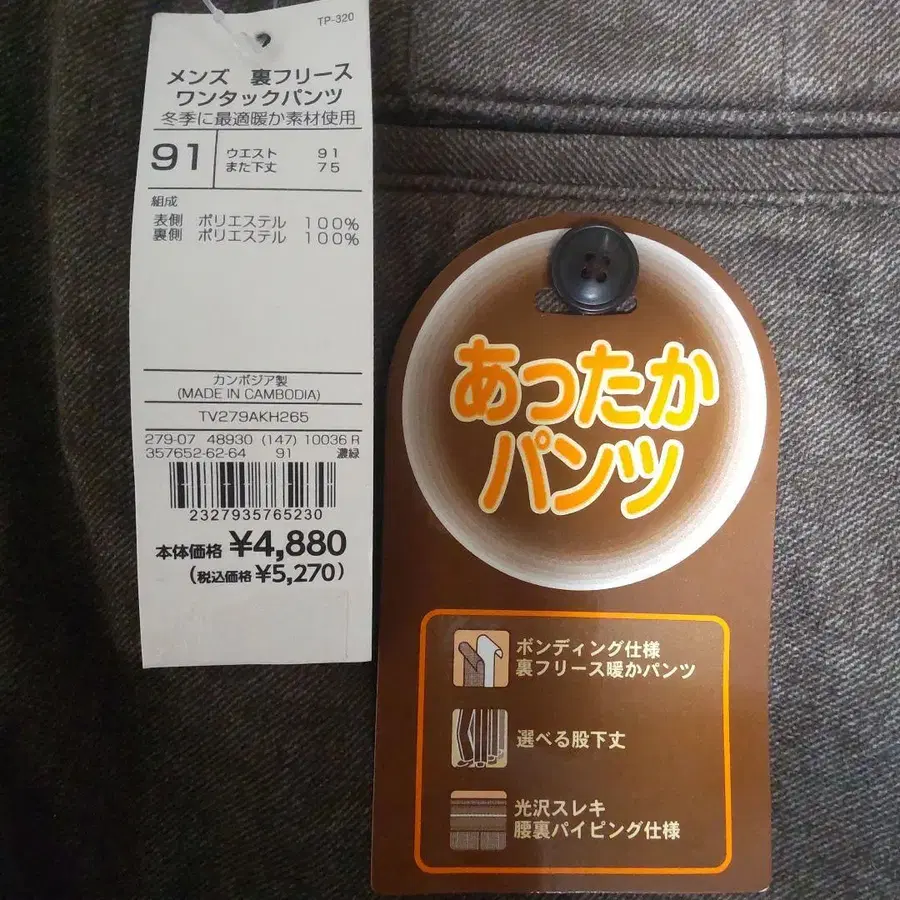 TP-320
メンズ 裏フリース
ワンタックパンツ
冬季に最適暖か素材使用
91
ウエスト 91
また下丈 75
組成
表側 ポリエステル 100%
裏側 ポリエステル 100%
カンボジア製
(MADE IN CAMBODIA)
TV279AKH265
279-07 48930 (147) 10036 R
357652-62-64 91 濃緑
2327935765230
本体価格 ¥4,880
(税込価格 ¥5,270)
あったか
パンツ
ボンディング仕様
裏フリース暖かパンツ
選べる股下丈
光沢スレキ
腰裏パイピング仕様